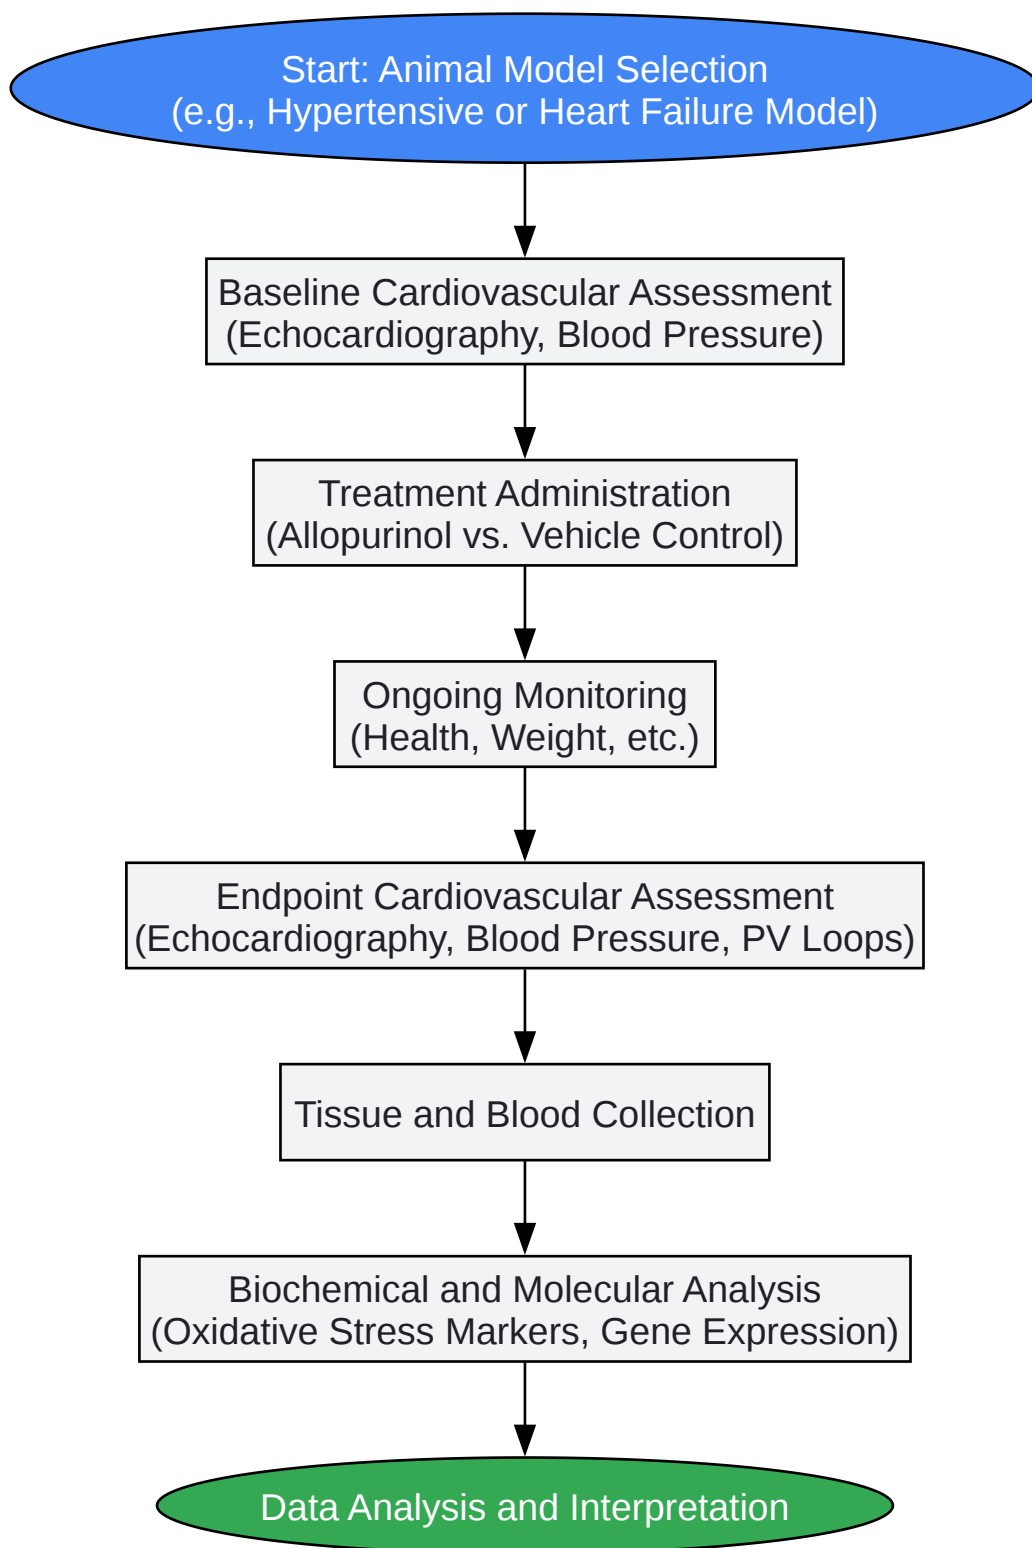 Start: Animal Model Selection
(e.g., Hypertensive or Heart Failure Model)
Baseline Cardiovascular Assessment
(Echocardiography, Blood Pressure)
Treatment Administration
(Allopurinol vs. Vehicle Control)
Ongoing Monitoring
(Health, Weight, etc.)
Endpoint Cardiovascular Assessment
(Echocardiography, Blood Pressure, PV Loops)
Tissue and Blood Collection
Biochemical and Molecular Analysis
(Oxidative Stress Markers, Gene Expression)
Data Analysis and Interpretation